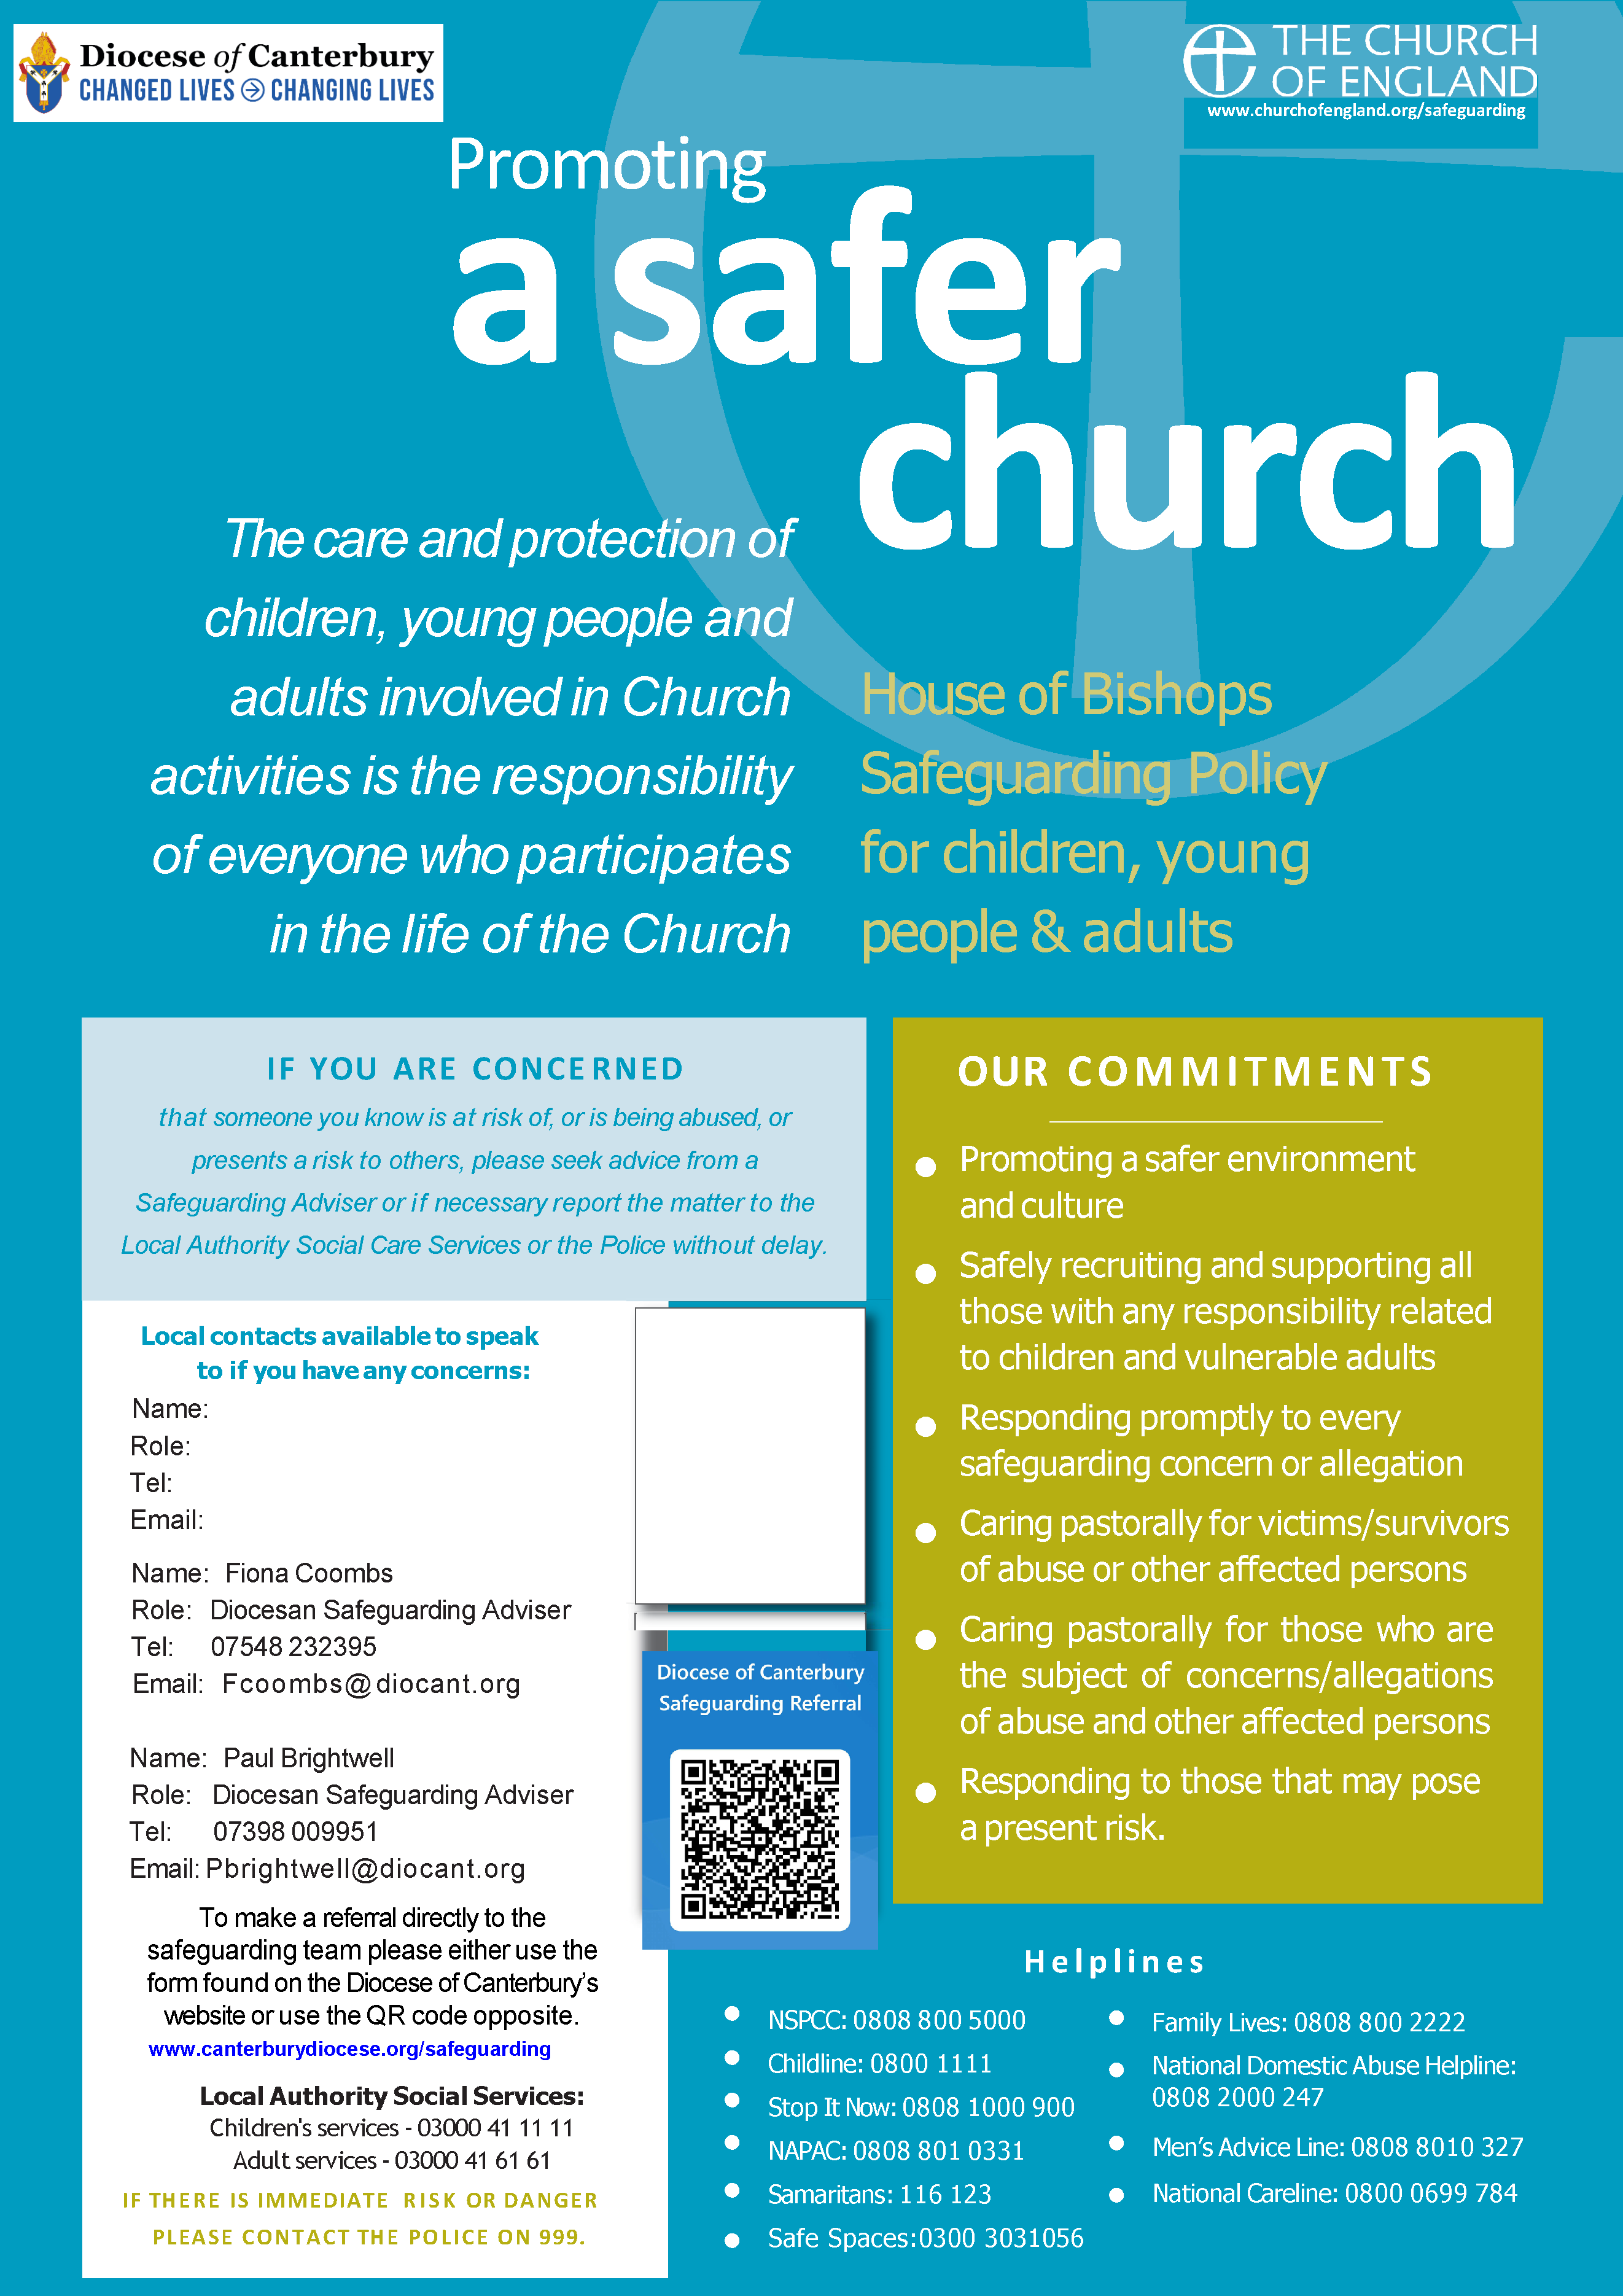 Diocese of Canterbury
CHANGED LIVES → CHANGING LIVES
THE CHURCH
OF ENGLAND
www.churchofengland.org/safeguarding
Promoting
a safer
church
The care and protection of
children, young people and
adults involved in Church
activities is the responsibility
of everyone who participates
in the life of the Church
House of Bishops
Safeguarding Policy
for children, young
people & adults
IF YOU ARE CONCERNED
that someone you know is at risk of, or is being abused, or
presents a risk to others, please seek advice from a
Safeguarding Adviser or if necessary report the matter to the
Local Authority Social Care Services or the Police without delay.
Local contacts available to speak
to if you have any concerns:
Name:
Role:
Tel:
Email:
Name: Fiona Coombs
Role: Diocesan Safeguarding Adviser
Tel: 07548 232395
Email: Fcoombs@diocant.org
Name: Paul Brightwell
Role: Diocesan Safeguarding Adviser
Tel: 07398 009951
Email: Pbrightwell@diocant.org
To make a referral directly to the
safeguarding team please either use the
form found on the Diocese of Canterbury's
website or use the QR code opposite.
www.canterburydiocese.org/safeguarding
Local Authority Social Services:
Children's services - 03000 41 11 11
Adult services - 03000 41 61 61
IF THERE IS IMMEDIATE RISK OR DANGER
PLEASE CONTACT THE POLICE ON 999.
Diocese of Canterbury
Safeguarding Referral
OUR COMMITMENTS
● Promoting a safer environment
and culture
● Safely recruiting and supporting all
those with any responsibility related
to children and vulnerable adults
● Responding promptly to every
safeguarding concern or allegation
● Caring pastorally for victims/survivors
of abuse or other affected persons
● Caring pastorally for those who are
the subject of concerns/allegations
of abuse and other affected persons
● Responding to those that may pose
a present risk.
Helplines
● NSPCC: 0808 800 5000
● Childline: 0800 1111
● Stop It Now: 0808 1000 900
● NAPAC: 0808 801 0331
● Samaritans: 116 123
● Safe Spaces:0300 3031056
● Family Lives: 0808 800 2222
● National Domestic Abuse Helpline:
0808 2000 247
● Men's Advice Line: 0808 8010 327
● National Careline: 0800 0699 784